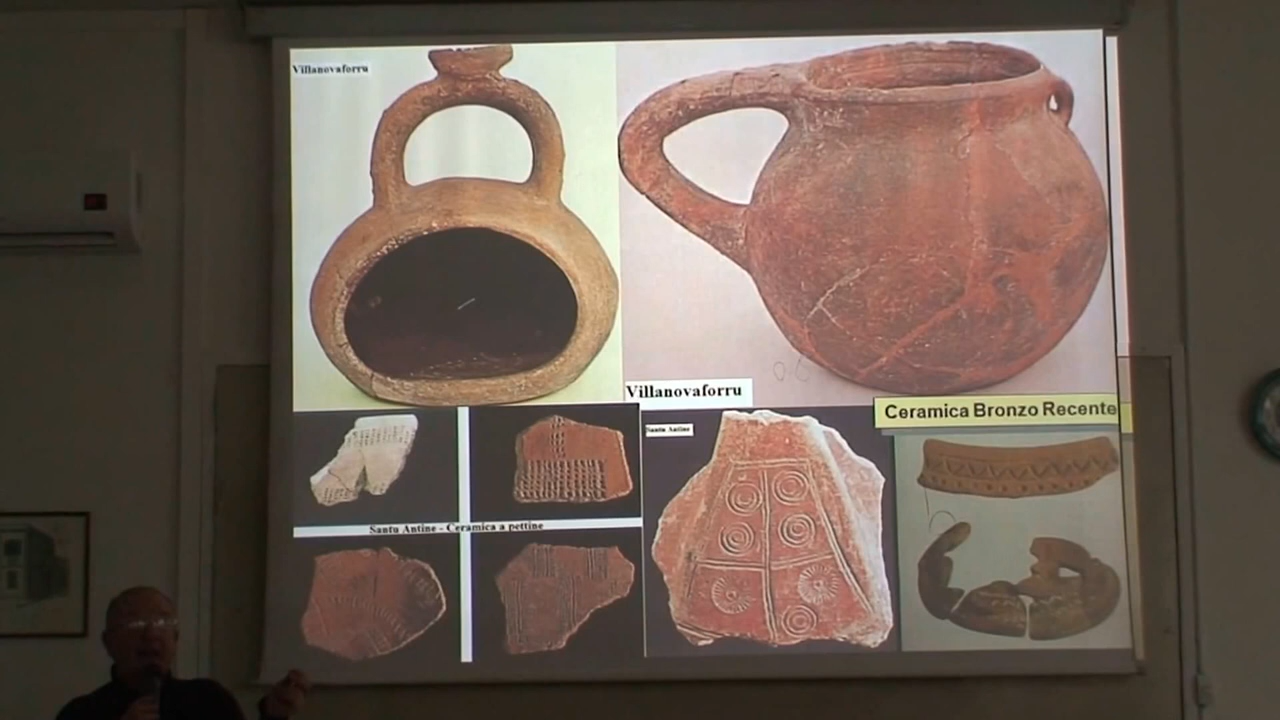 Villanovaforru
Villanovaforru
Ceramica Bronzo Recente
Santu Antine
Santu Antine - Ceramica a pettine